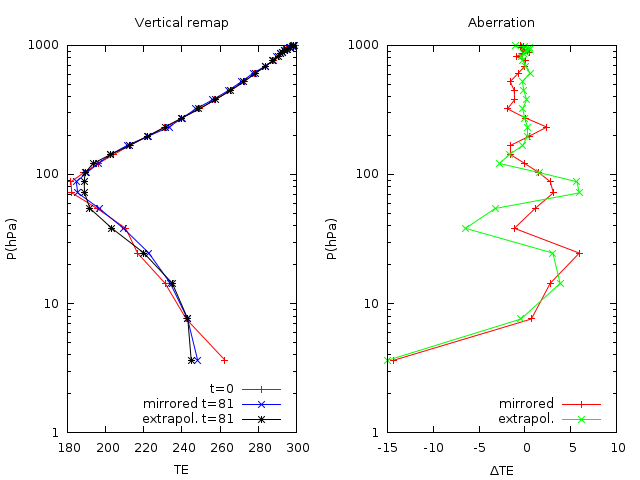 Vertical remap
1000
100
10
1
P(hPa)
t=0
mirrored t=81
extrapol. t=81
180 200 220 240 260 280 300
TE
Aberration
1000
100
10
1
P(hPa)
mirrored
extrapol.
-15 -10 -5 0 5 10
ΔTE